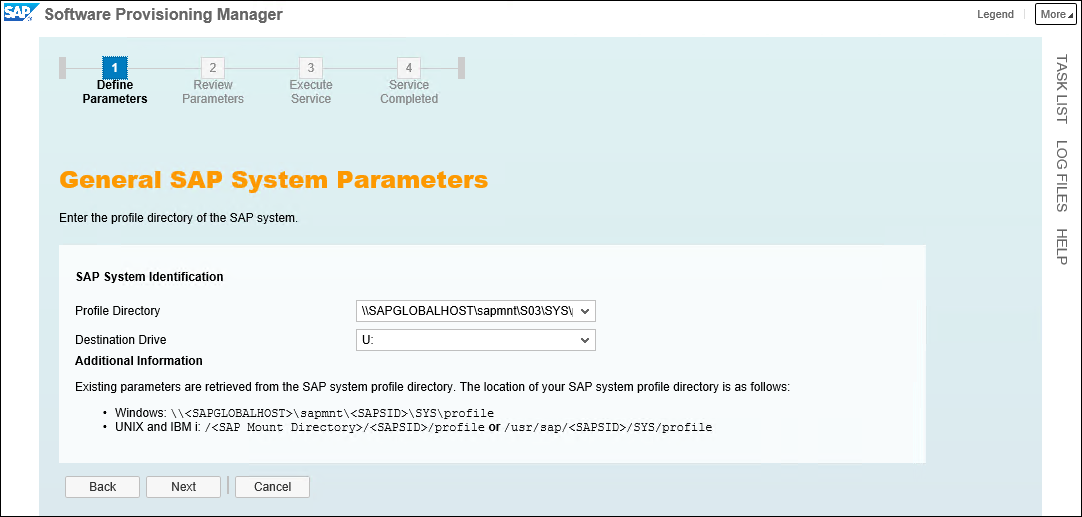 SAP Software Provisioning Manager
Legend
More
1
2
3
4
Define
Parameters
Review
Parameters
Execute
Service
Service
Completed
TASK LIST
LOG FILES
HELP
General SAP System Parameters
Enter the profile directory of the SAP system.
SAP System Identification
Profile Directory
\\SAPGLOBALHOST\sapmnt\S03\SYS\
Destination Drive
U:
Additional Information
Existing parameters are retrieved from the SAP system profile directory. The location of your SAP system profile directory is as follows:
• Windows: \\<SAPGLOBALHOST>\sapmnt\<SAPSID>\SYS\profile
• UNIX and IBM i: /<SAP Mount Directory>/<SAPSID>/profile or /usr/sap/<SAPSID>/SYS/profile
Back
Next
Cancel